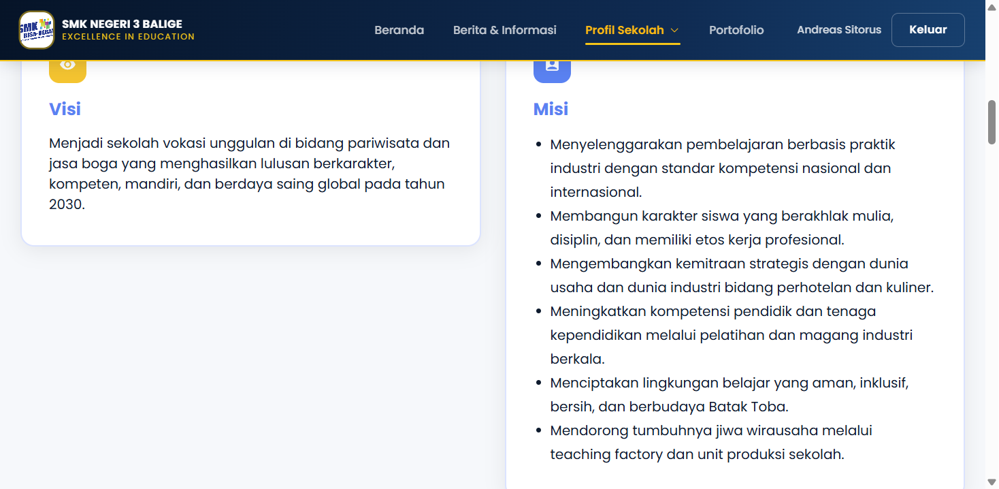 SMK
BISA-HEBAT
SMK NEGERI 3 BALIGE
EXCELLENCE IN EDUCATION
Beranda
Berita & Informasi
Profil Sekolah
Portofolio
Andreas Sitorus
Keluar
Visi
Menjadi sekolah vokasi unggulan di bidang pariwisata dan
jasa boga yang menghasilkan lulusan berkarakter,
kompeten, mandiri, dan berdaya saing global pada tahun
2030.
Misi
• Menyelenggarakan pembelajaran berbasis praktik
industri dengan standar kompetensi nasional dan
internasional.
• Membangun karakter siswa yang berakhlak mulia,
disiplin, dan memiliki etos kerja profesional.
• Mengembangkan kemitraan strategis dengan dunia
usaha dan dunia industri bidang perhotelan dan kuliner.
• Meningkatkan kompetensi pendidik dan tenaga
kependidikan melalui pelatihan dan magang industri
berkala.
• Menciptakan lingkungan belajar yang aman, inklusif,
bersih, dan berbudaya Batak Toba.
• Mendorong tumbuhnya jiwa wirausaha melalui
teaching factory dan unit produksi sekolah.